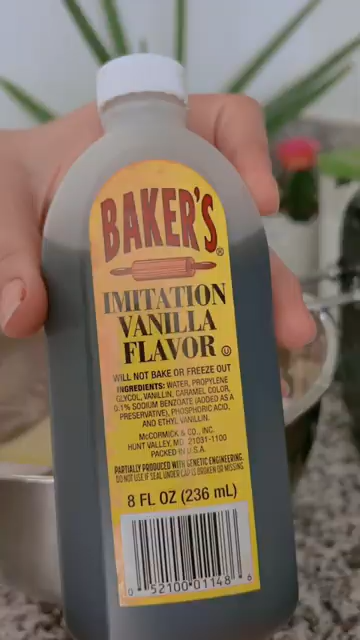 BAKER'S®
IMITATION
VANILLA
FLAVOR Ⓤ
WILL NOT BAKE OR FREEZE OUT
INGREDIENTS: WATER, PROPYLENE
GLYCOL, VANILLIN, CARAMEL COLOR,
0.1% SODIUM BENZOATE (ADDED AS A
PRESERVATIVE), PHOSPHORIC ACID,
AND ETHYL VANILLIN.
McCORMICK & CO., INC.
HUNT VALLEY, MD 21031-1100
PACKED IN U.S.A.
PARTIALLY PRODUCED WITH GENETIC ENGINEERING.
DO NOT USE IF SEAL UNDER CAP IS BROKEN OR MISSING
8 FL OZ (236 mL)
0 52100 01148 6